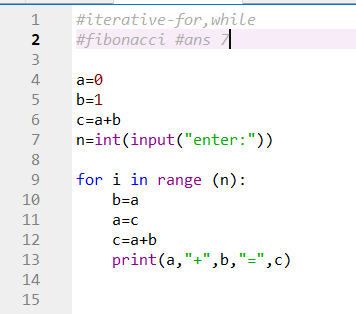 1 #iterative-for,while
2 #fibonacci #ans 7
3
4 a=0
5 b=1
6 c=a+b
7 n=int(input("enter:"))
8
9 for i in range (n):
10 b=a
11 a=c
12 c=a+b
13 print(a,"+",b,"=",c)
14
15